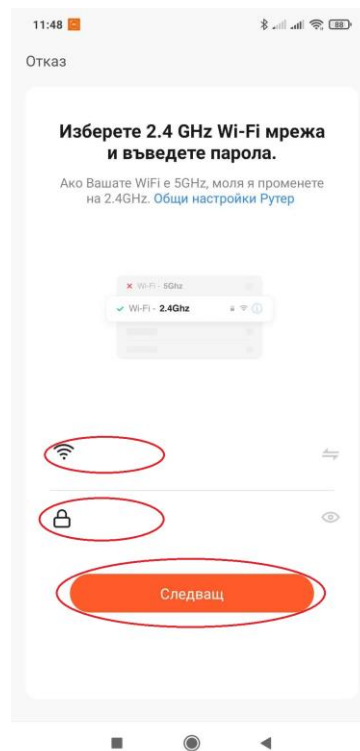 11:48
88
Отказ
Изберете 2.4 GHz Wi-Fi мрежа
и въведете парола.
Ако Вашате WiFi е 5GHz, моля я променете
на 2.4GHz. Общи настройки Рутер
Wi-Fi - 5Ghz
Wi-Fi - 2.4Ghz
Следващ